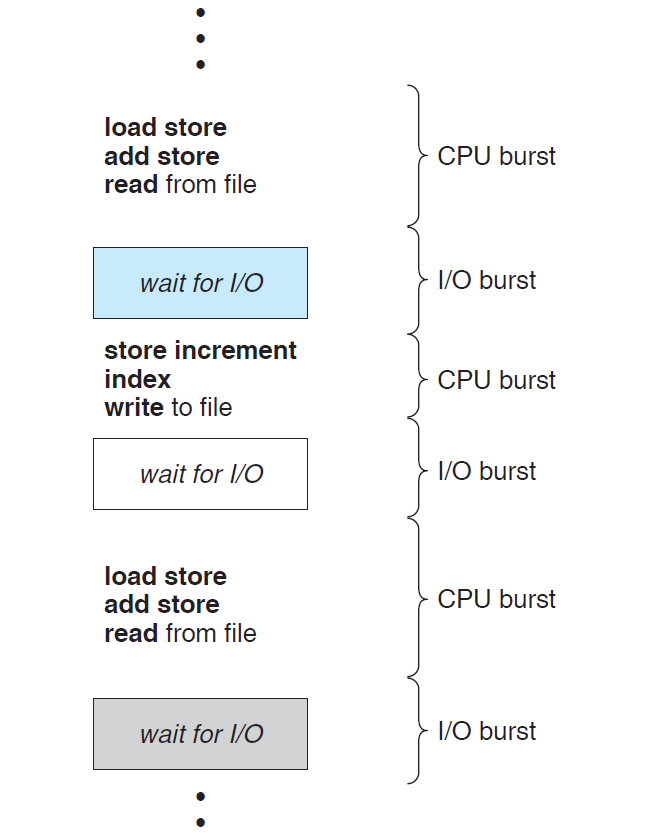 load store
add store
read from file
CPU burst
wait for I/O
I/O burst
store increment
index
write to file
CPU burst
wait for I/O
I/O burst
load store
add store
read from file
CPU burst
wait for I/O
I/O burst